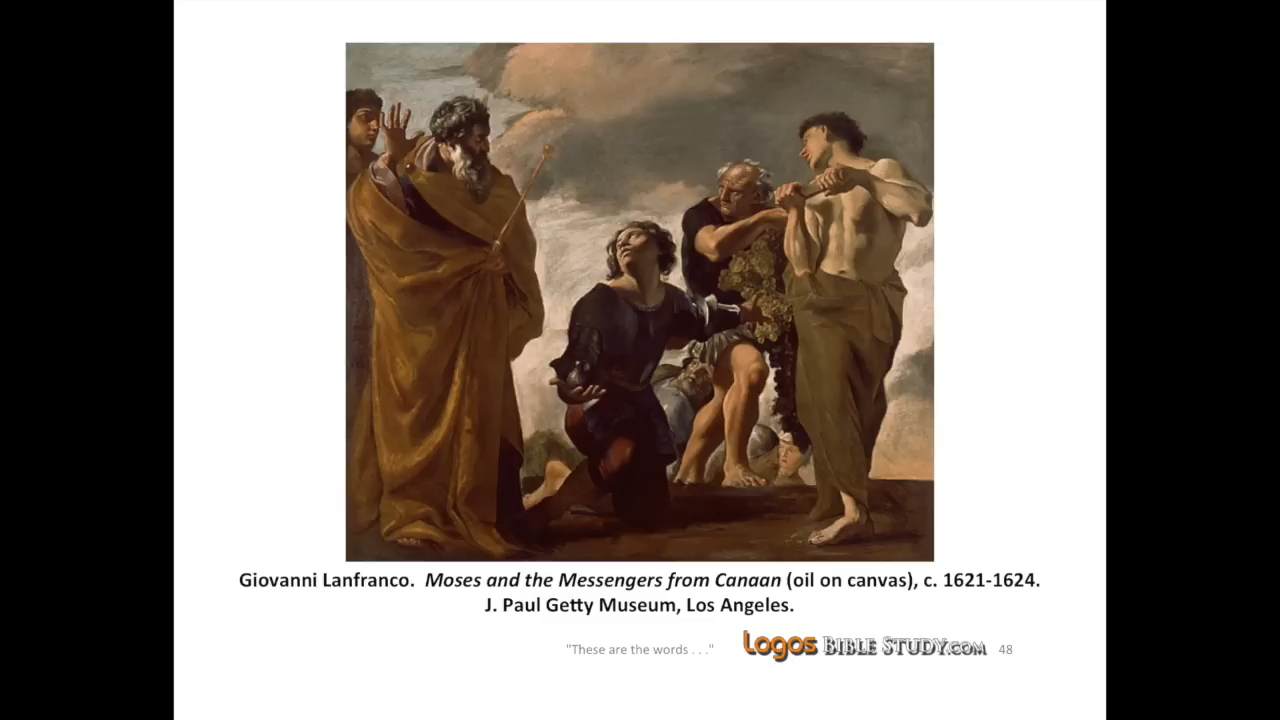 Giovanni Lanfranco. Moses and the Messengers from Canaan (oil on canvas), c. 1621-1624.
J. Paul Getty Museum, Los Angeles.
"These are the words . . ."
Logos BIBLE STUDY.COM
48